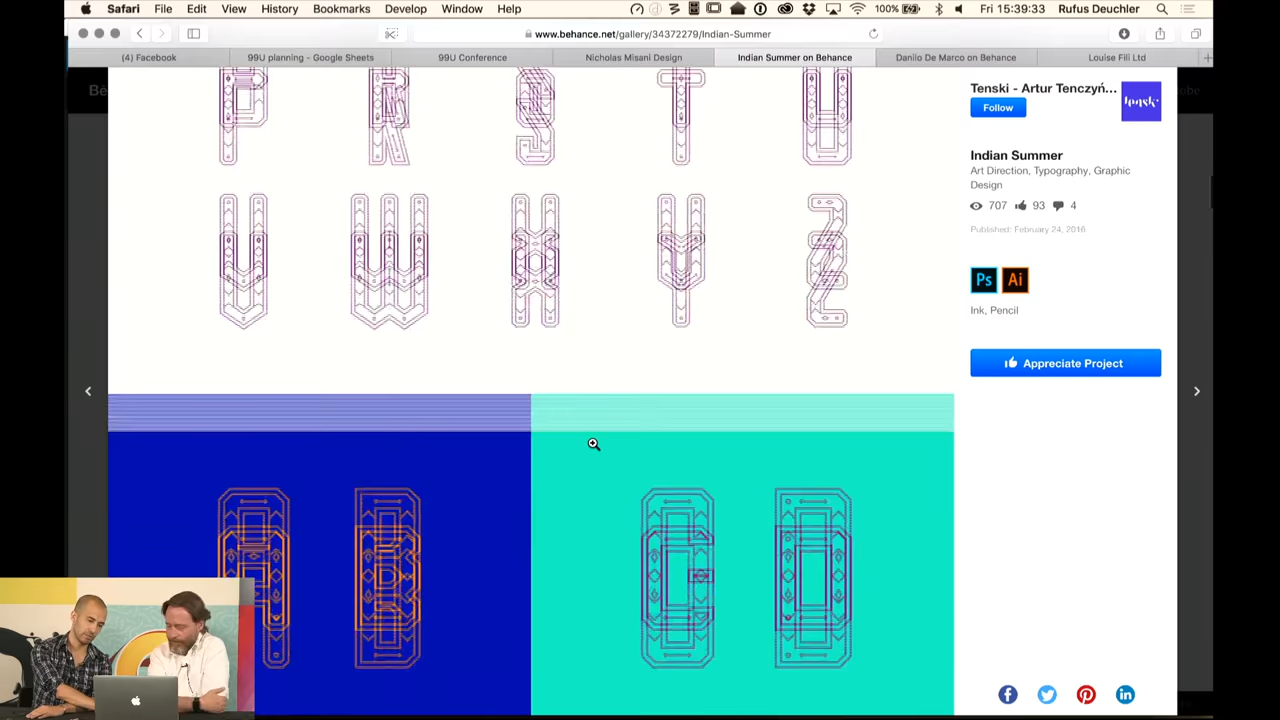 Safari File Edit View History Bookmarks Develop Window Help 100% Fri 15:39:33 Rufus Deuchler
www.behance.net/gallery/34372279/Indian-Summer
(4) Facebook 99U planning - Google Sheets 99U Conference Nicholas Misani Design Indian Summer on Behance Danilo De Marco on Behance Louise Fili Ltd
P R S T U
V W X Y Z
A B C D
Tenski - Artur Tenczyń...
tensk
Follow
Indian Summer
Art Direction, Typography, Graphic
Design
707 93 4
Published: February 24, 2016
Ps Ai
Ink, Pencil
Appreciate Project